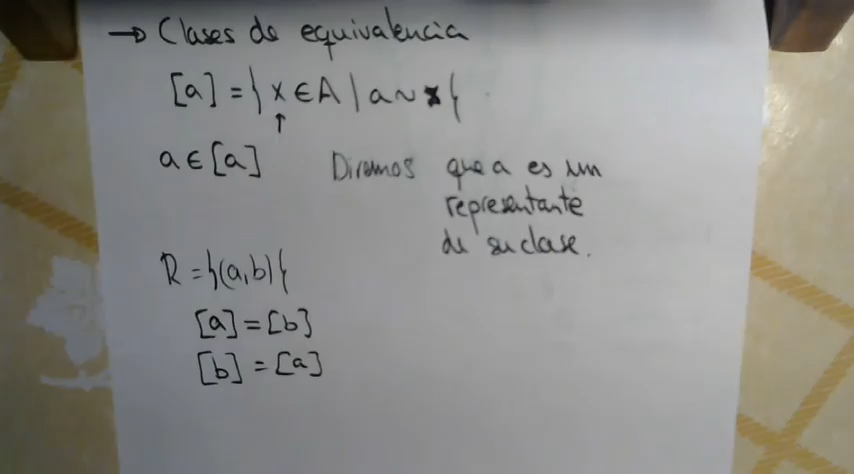 → Clases de equivalencia
[a] = { x ∈ A | a ~ x }
↑
a ∈ [a] Diremos que a es un
representante
de su clase.
R = {(a,b)}
[a] = [b]
[b] = [a]